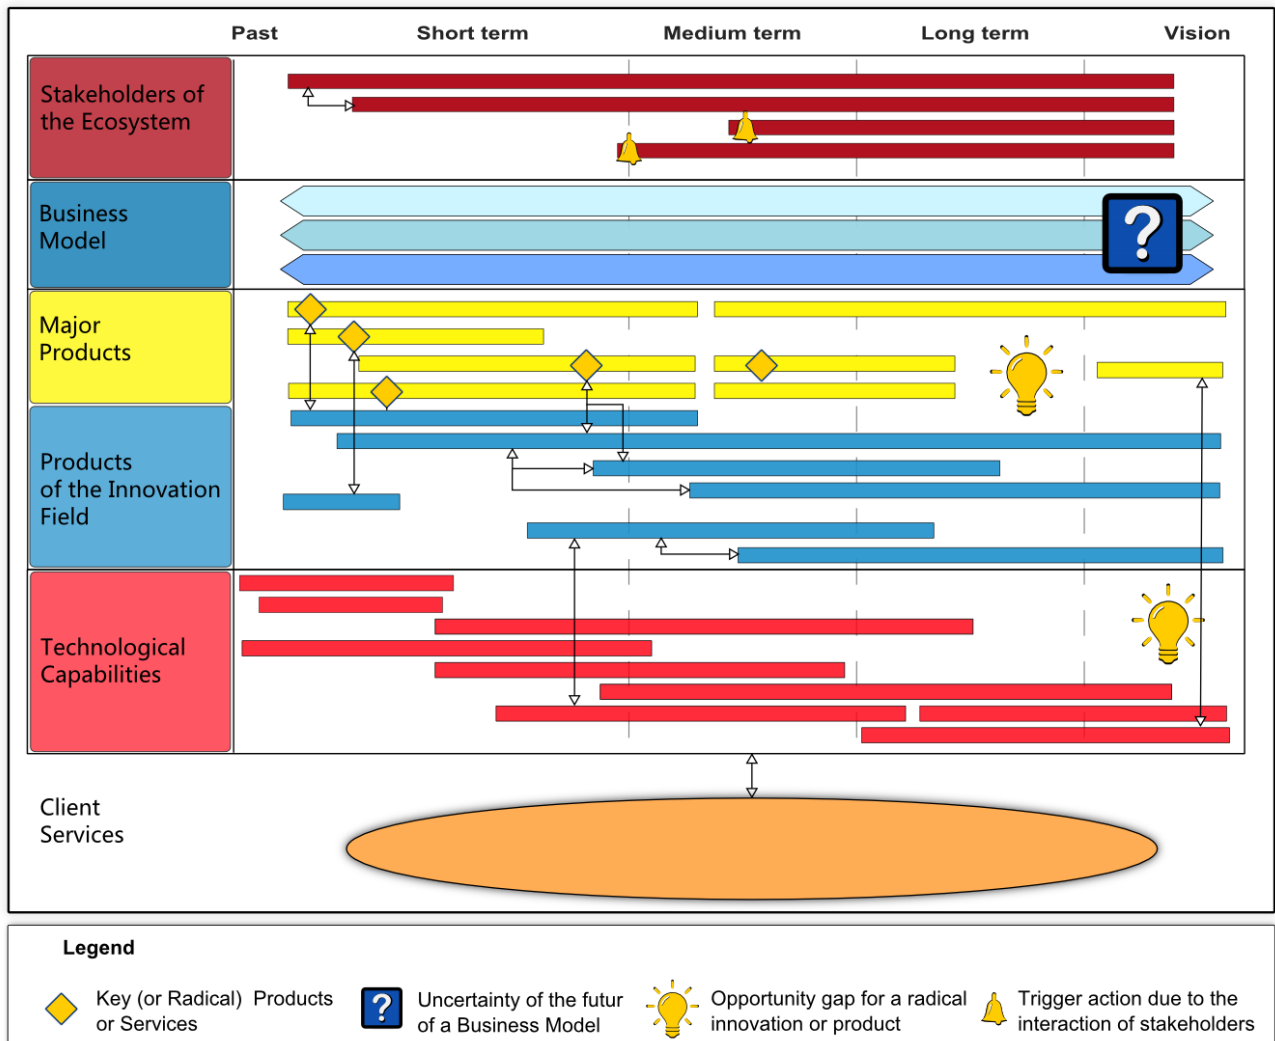 Past Short term Medium term Long term Vision
Stakeholders of
the Ecosystem
Business
Model
?
Major
Products
Products
of the Innovation
Field
Technological
Capabilities
Client
Services
Legend
Key (or Radical) Products
or Services
?
Uncertainty of the futur
of a Business Model
Opportunity gap for a radical
innovation or product
Trigger action due to the
interaction of stakeholders